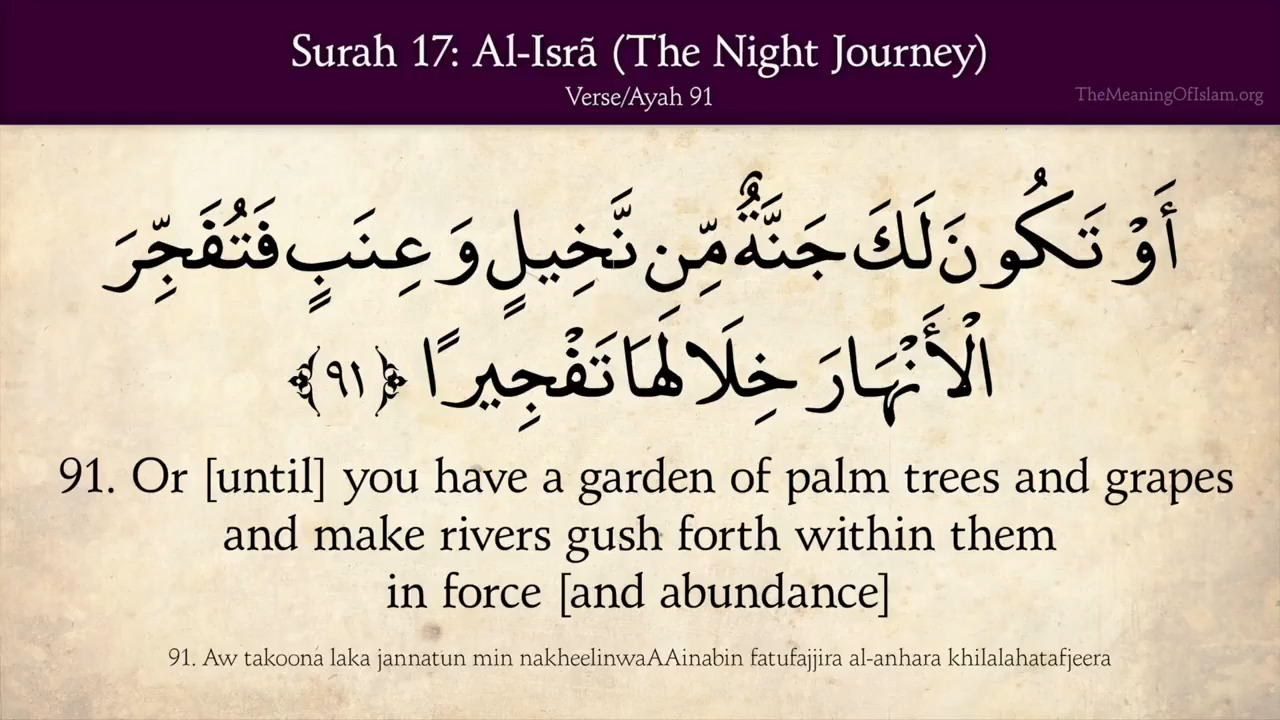 Surah 17: Al-Isrã (The Night Journey)
Verse/Ayah 91
TheMeaningOfIslam.org
أَوْ تَكُونَ لَكَ جَنَّةٌ مِّن نَّخِيلٍ وَعِنَبٍ فَتُفَجِّرَ
الْأَنْهَارَ خِلَالَهَا تَفْجِيرًا ﴿٩١﴾
91. Or [until] you have a garden of palm trees and grapes
and make rivers gush forth within them
in force [and abundance]
91. Aw takoona laka jannatun min nakheelinwaAAinabin fatufajjira al-anhara khilalahatafjeera